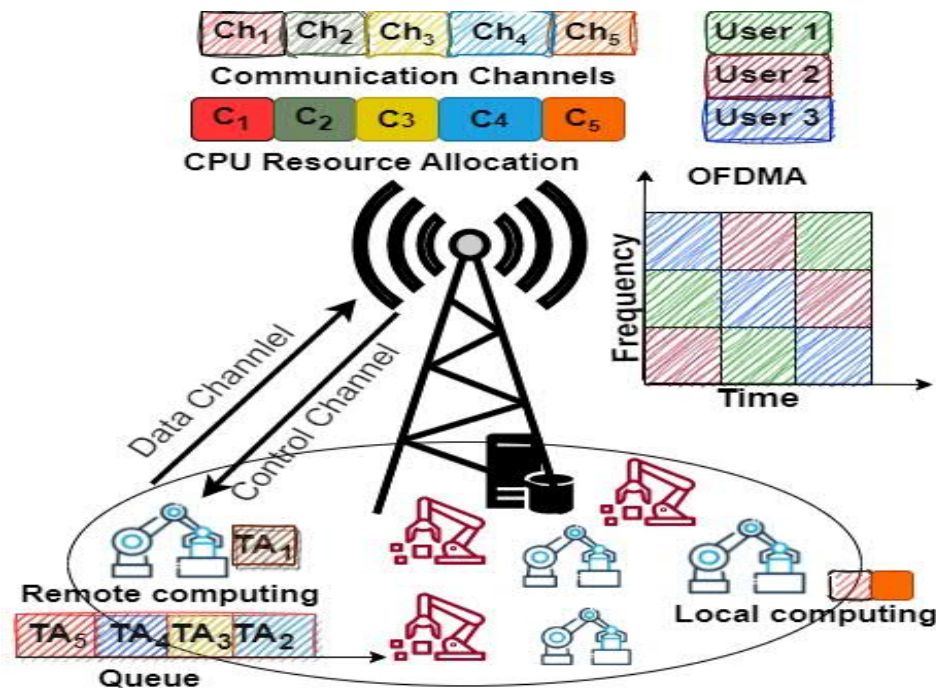 Ch1 Ch2 Ch3 Ch4 Ch5
Communication Channels
C1 C2 C3 C4 C5
CPU Resource Allocation
User 1
User 2
User 3
OFDMA
Frequency
Time
Data Channlel
Control Channel
TA1
Remote computing
TA5 TA4 TA3 TA2
Queue
Local computing